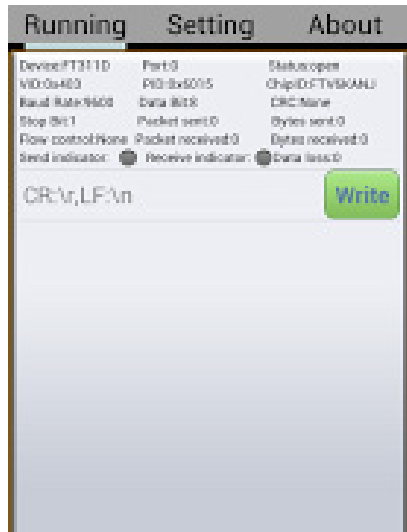 Running Setting About
Device:FT311D Port:0 Status:open
VID:0x403 PID:0x6015
Baud Rate:9600 Data Bit:8 CRC:None
Stop Bit:1 Packet sent:0 Bytes sent:0
Flow control:None Packet received:0 Bytes received:0
Send indicator: Receive indicator: Data loss:0
CR:\r,LF:\n Write